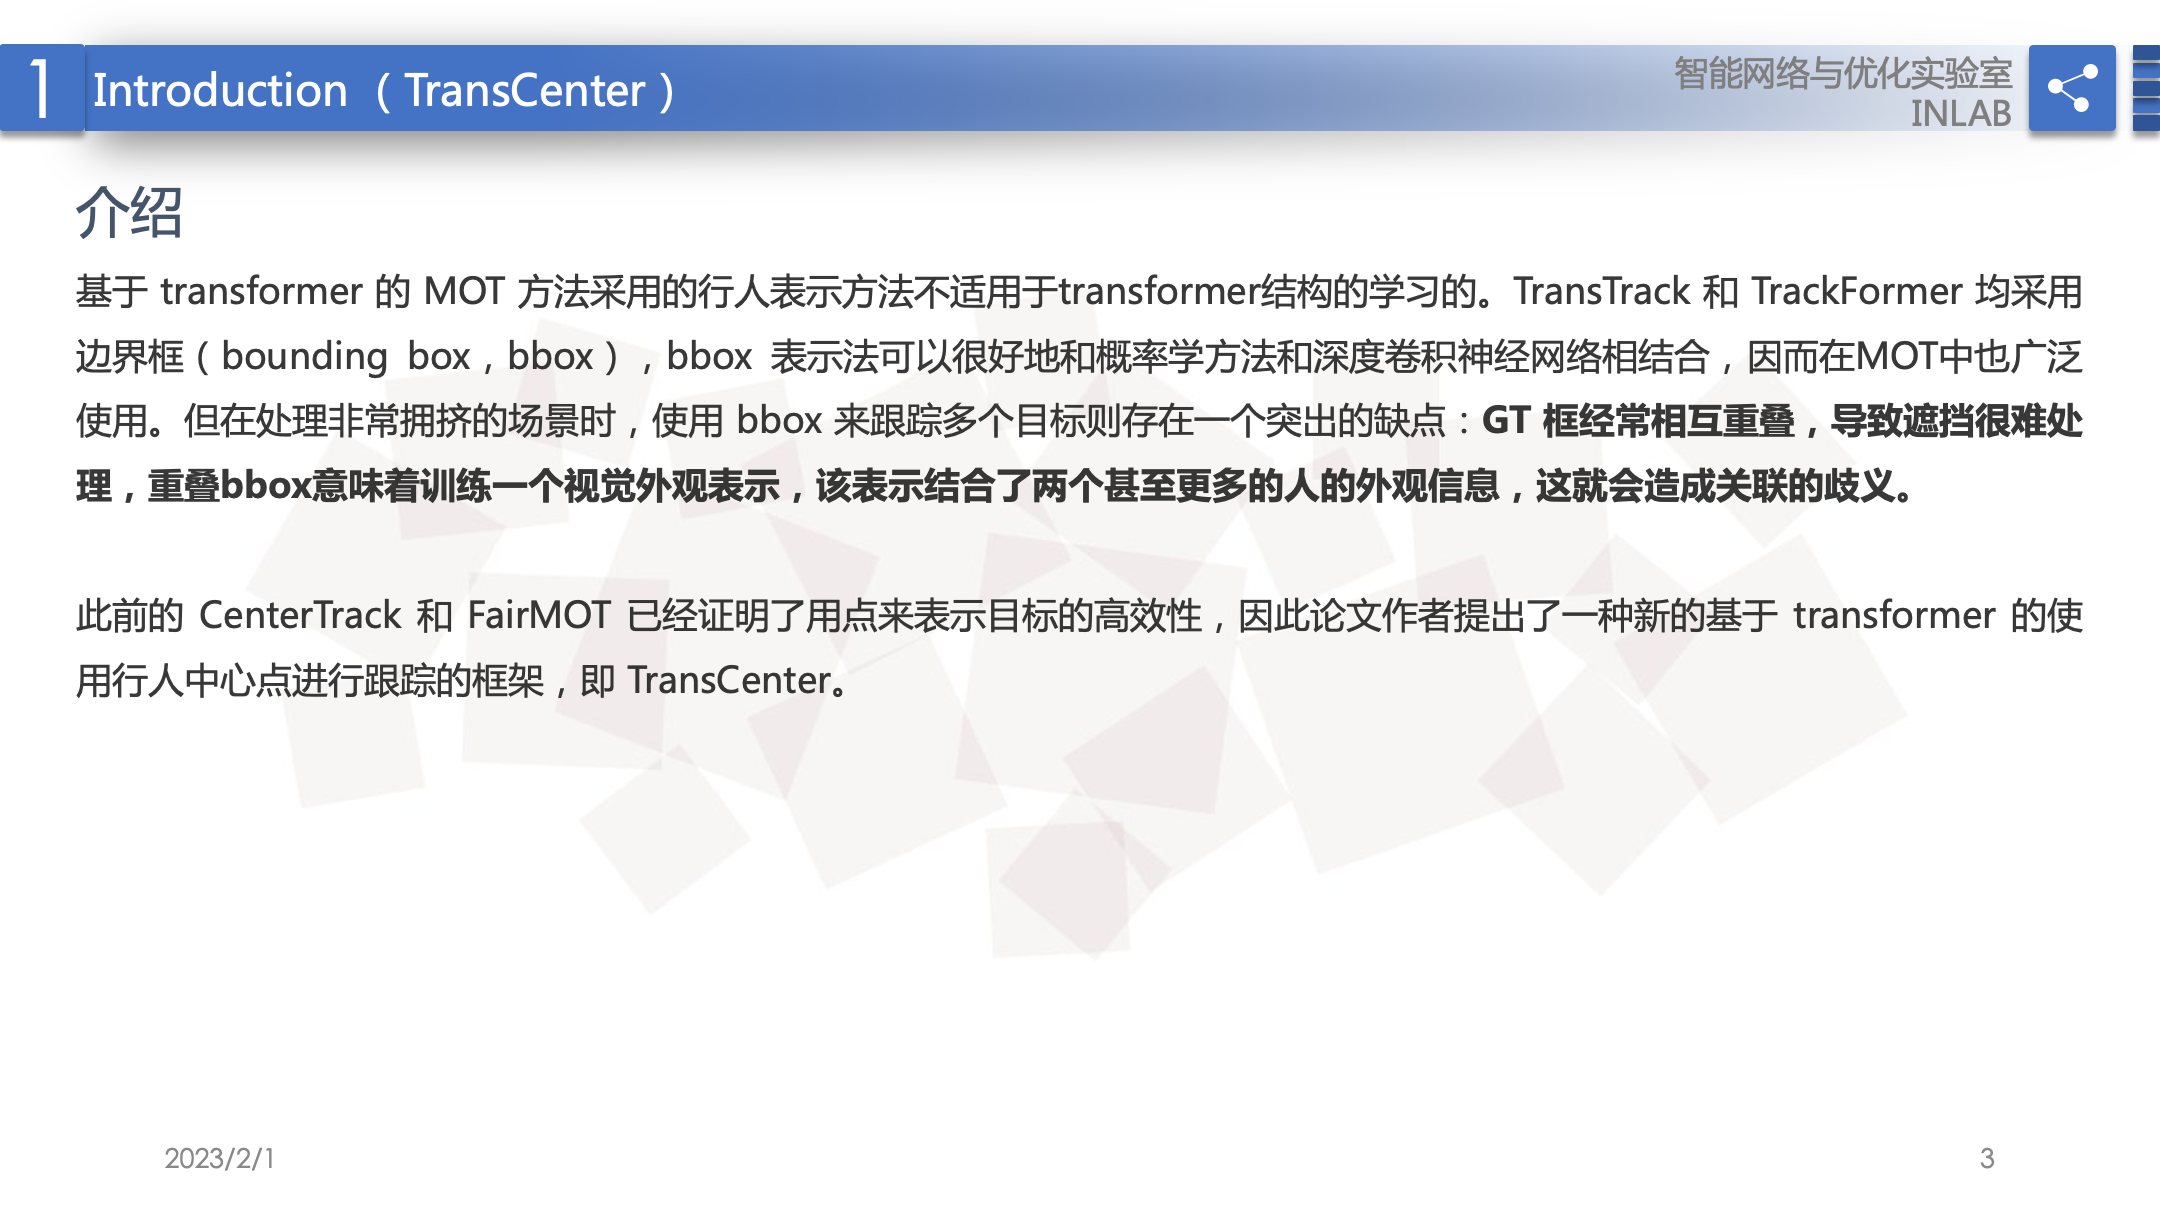 1
Introduction （TransCenter）
智能网络与优化实验室
INLAB
介绍
基于 transformer 的 MOT 方法采用的行人表示方法不适用于transformer结构的学习的。TransTrack 和 TrackFormer 均采用
边界框（bounding box，bbox），bbox 表示法可以很好地和概率学方法和深度卷积神经网络相结合，因而在MOT中也广泛
使用。但在处理非常拥挤的场景时，使用 bbox 来跟踪多个目标则存在一个突出的缺点：GT 框经常相互重叠，导致遮挡很难处
理，重叠bbox意味着训练一个视觉外观表示，该表示结合了两个甚至更多的人的外观信息，这就会造成关联的歧义。
此前的 CenterTrack 和 FairMOT 已经证明了用点来表示目标的高效性，因此论文作者提出了一种新的基于 transformer 的使
用行人中心点进行跟踪的框架，即 TransCenter。
2023/2/1
3